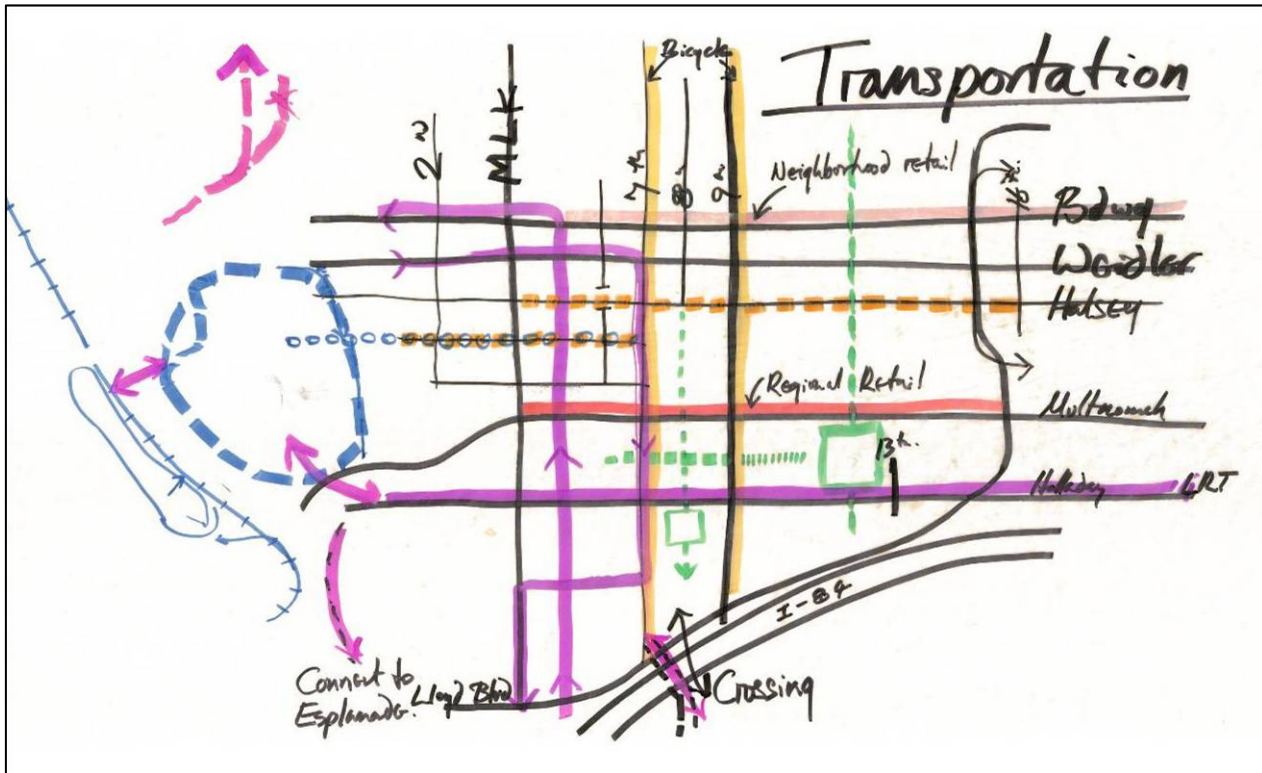 Transportation
Bicycle
2nd
MLK
7th
8th
9th
Neighborhood retail
Bdway
Weidler
Halsey
Regional Retail
Multnomah
13th.
Holladay
LRT
I-84
Connect to
Esplanade.
Lloyd Blvd
Crossing